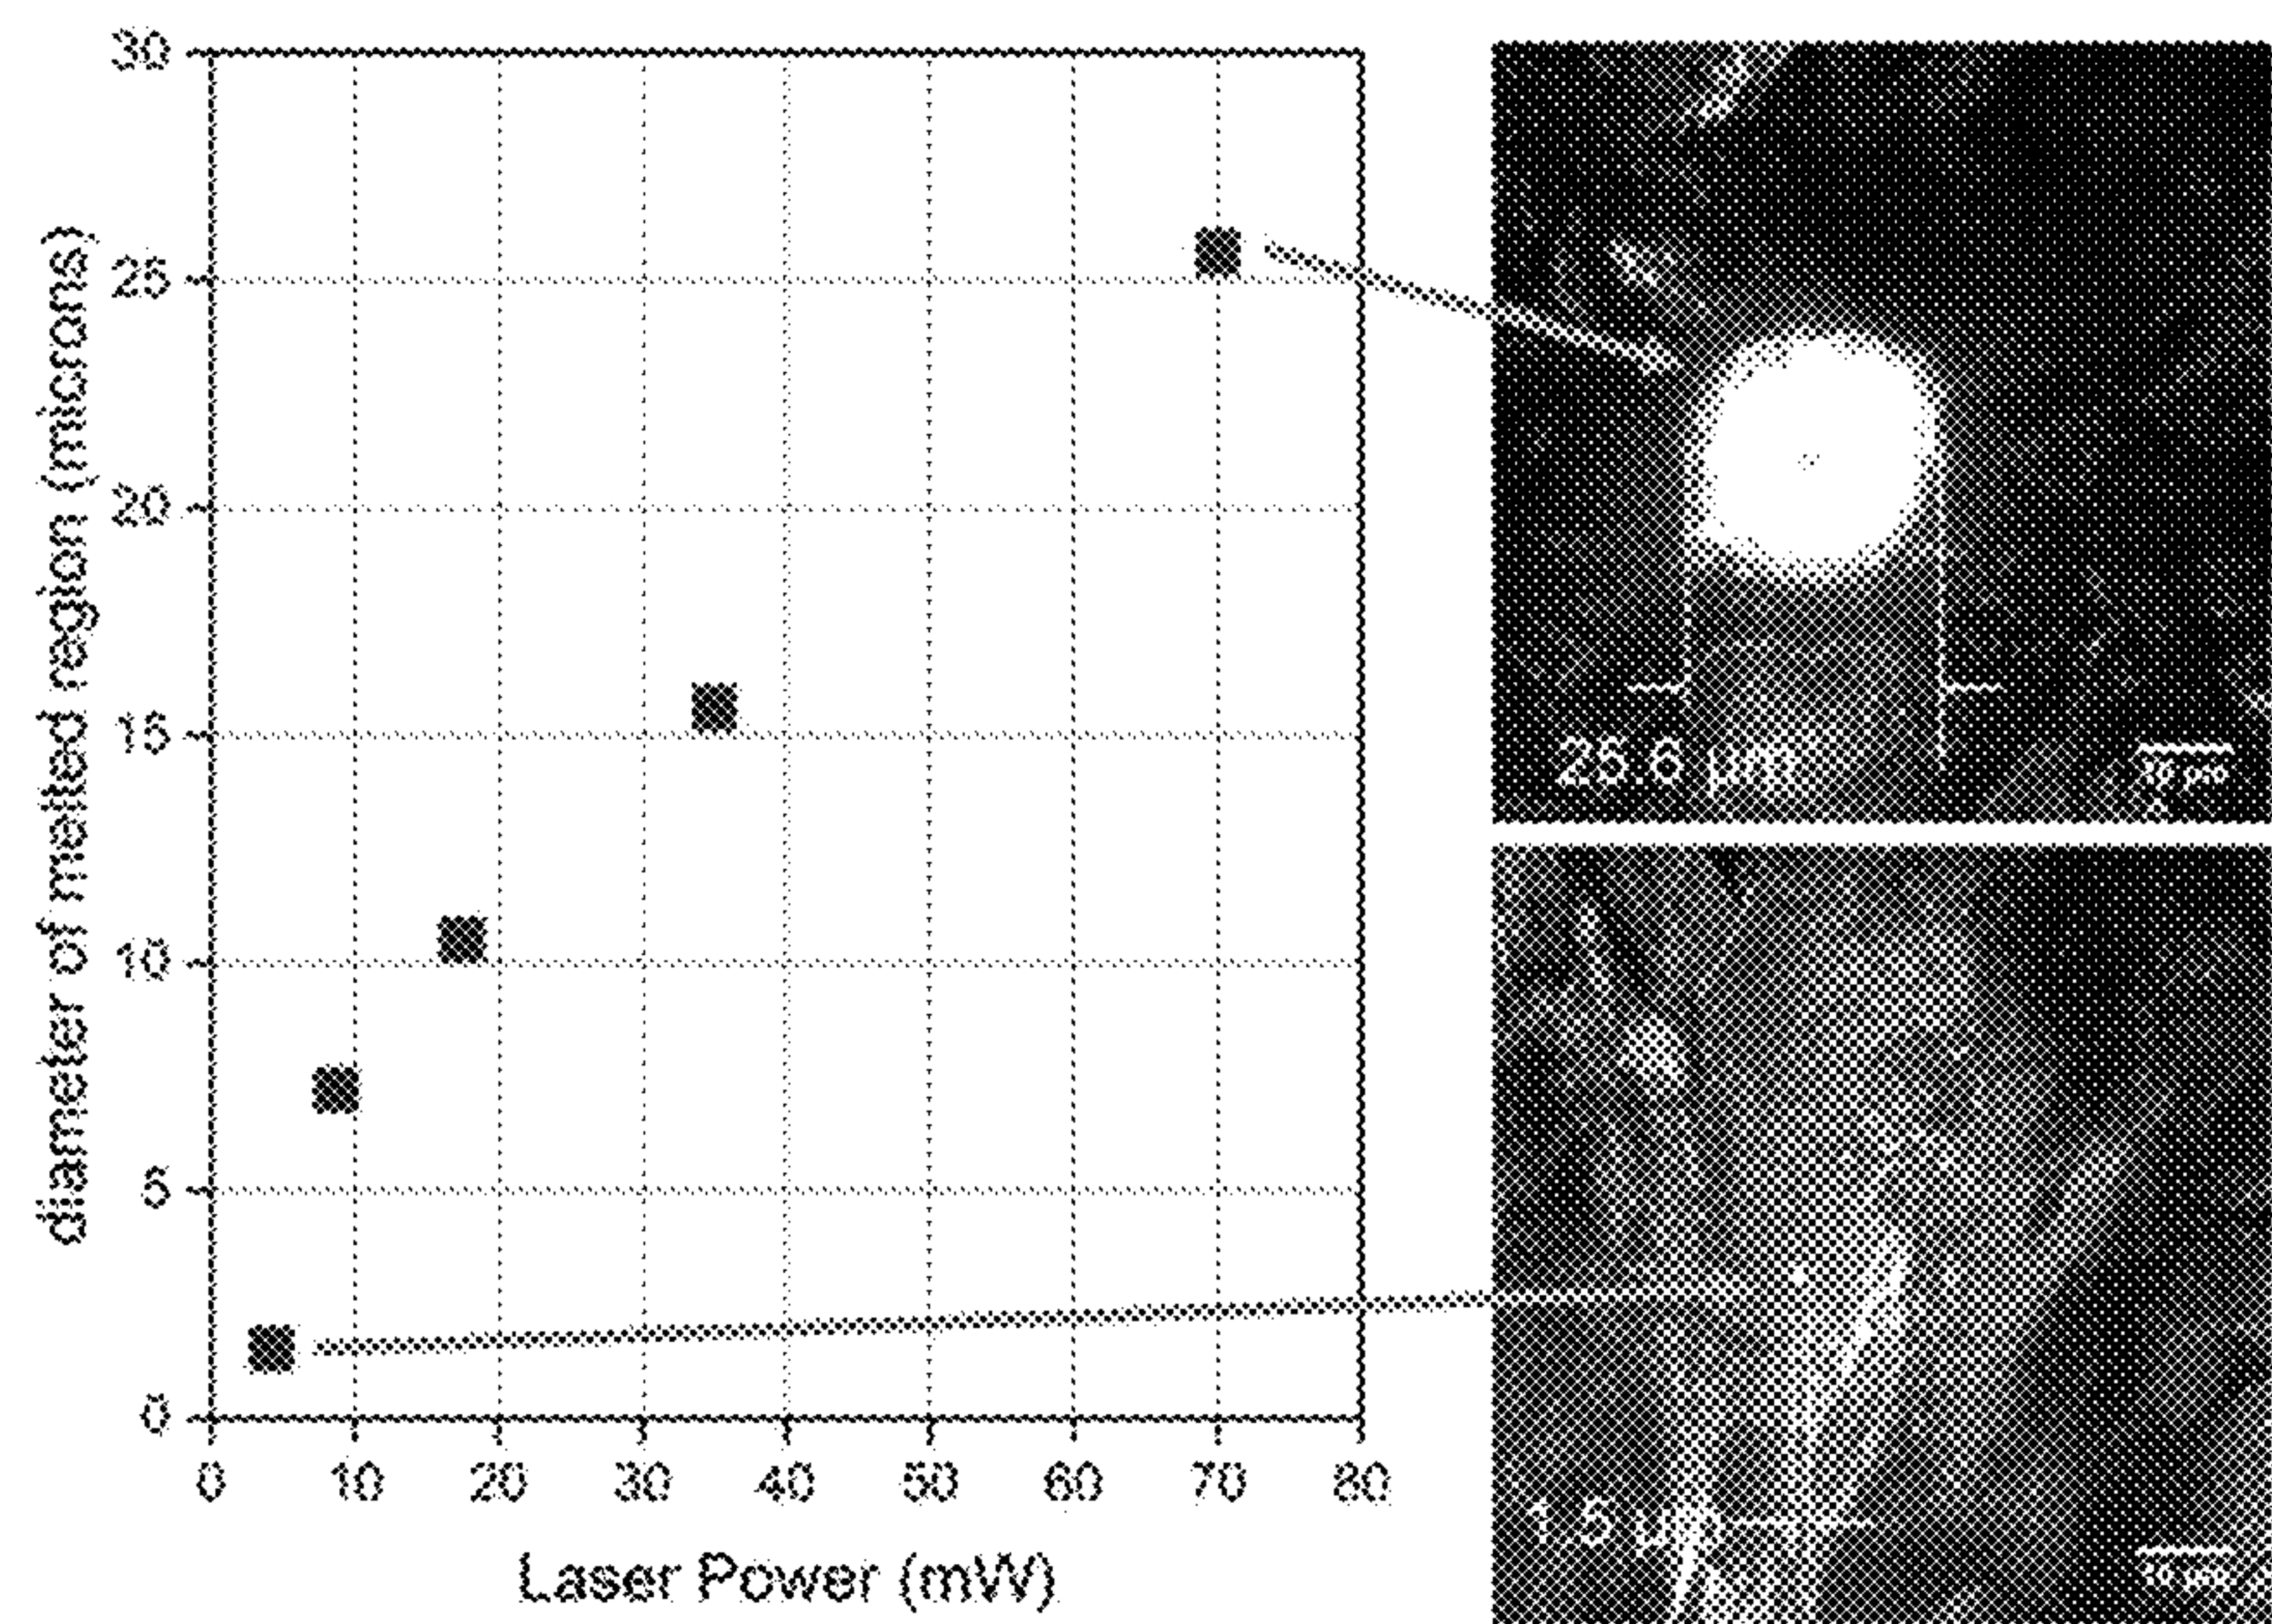 diameter of melted region (microns)
30
25
20
15
10
5
0
0 10 20 30 40 50 60 70 80
Laser Power (mW)
25.6 μm
1.5